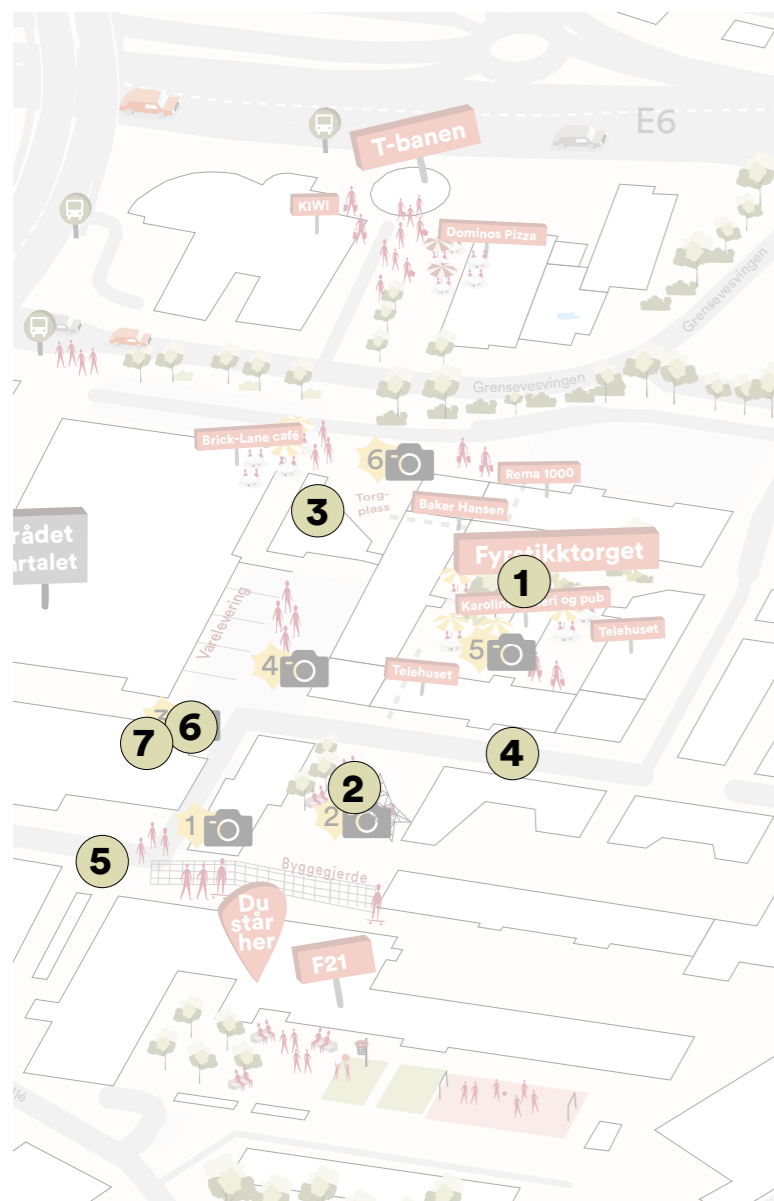 E6
T-banen
KIWI
Dominos Pizza
Grensevesvingen
Grensevesvingen
Brick-Lane café
6
Rema 1000
Torg-
plass
Baker Hansen
3
rådet
artalet
Fyrstikktorget
1
Varelevering
Telehuset
5
4
Telehuset
6
7
4
2
1
2
Byggegjerde
5
Du
står
her
F21